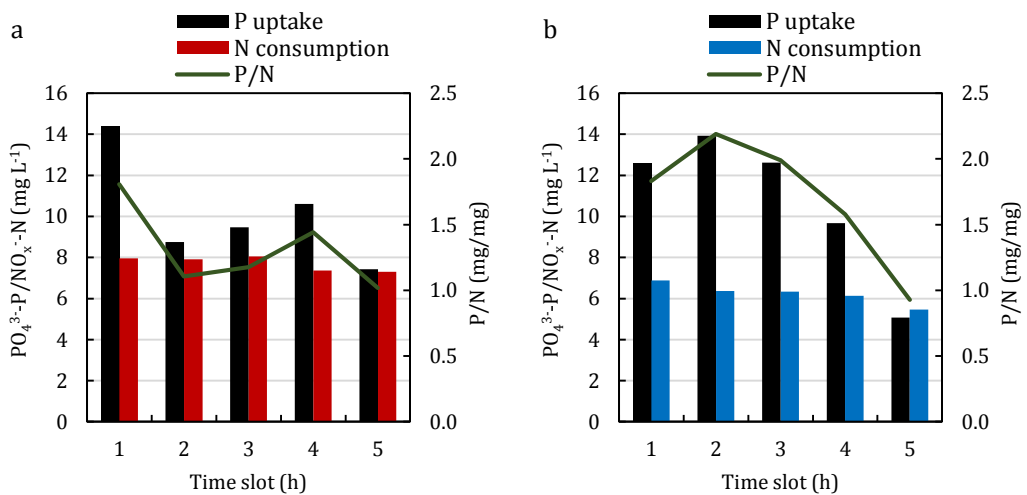 a
P uptake
N consumption
P/N
PO₄³⁻-P/NOₓ⁻-N (mg L⁻¹)
16
14
12
10
8
6
4
2
0
2.5
2.0
1.5
1.0
0.5
0.0
P/N (mg/mg)
1 2 3 4 5
Time slot (h)
b
P uptake
N consumption
P/N
PO₄³⁻-P/NOₓ⁻-N (mg L⁻¹)
16
14
12
10
8
6
4
2
0
2.5
2.0
1.5
1.0
0.5
0.0
P/N (mg/mg)
1 2 3 4 5
Time slot (h)